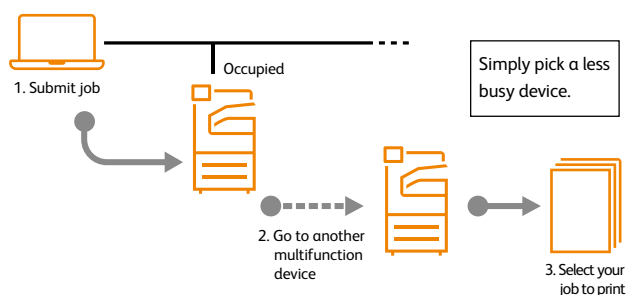 1. Submit job
Occupied
Simply pick a less
busy device.
2. Go to another
multifunction
device
3. Select your
job to print